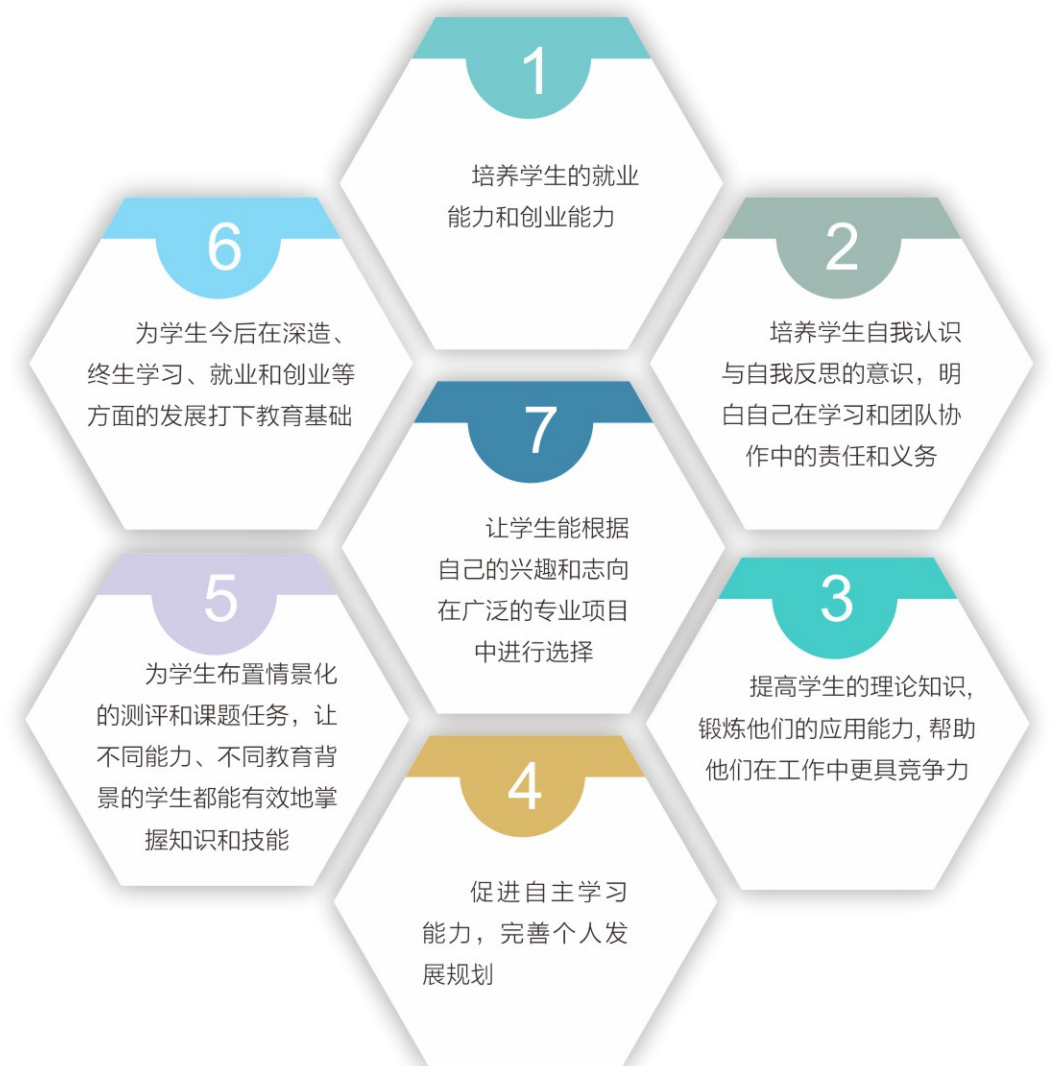 1
培养学生的就业
能力和创业能力
2
培养学生自我认识
与自我反思的意识，明
白自己在学习和团队协
作中的责任和义务
3
提高学生的理论知识,
锻炼他们的应用能力, 帮助
他们在工作中更具竞争力
4
促进自主学习
能力，完善个人发
展规划
5
为学生布置情景化
的测评和课题任务，让
不同能力、不同教育背
景的学生都能有效地掌
握知识和技能
6
为学生今后在深造、
终生学习、就业和创业等
方面的发展打下教育基础
7
让学生能根据
自己的兴趣和志向
在广泛的专业项目
中进行选择